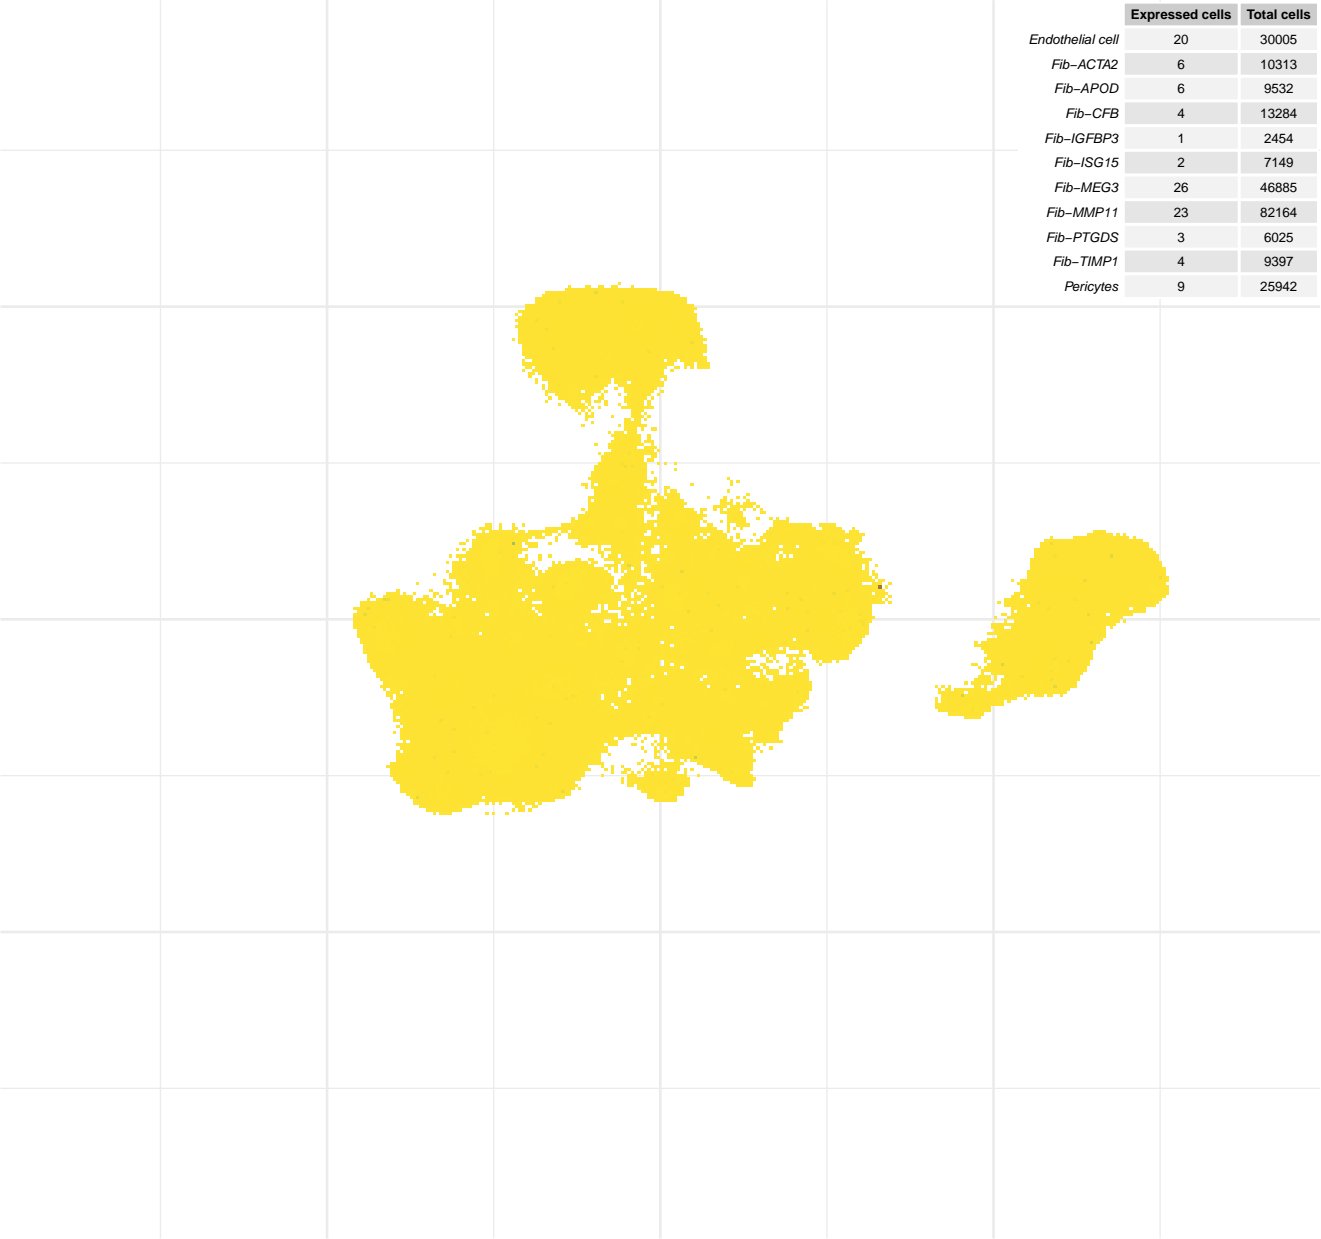 Expressed cells Total cells
Endothelial cell 20 30005
Fib−ACTA2 6 10313
Fib−APOD 6 9532
Fib−CFB 4 13284
Fib−IGFBP3 1 2454
Fib−ISG15 2 7149
Fib−MEG3 26 46885
Fib−MMP11 23 82164
Fib−PTGDS 3 6025
Fib−TIMP1 4 9397
Pericytes 9 25942